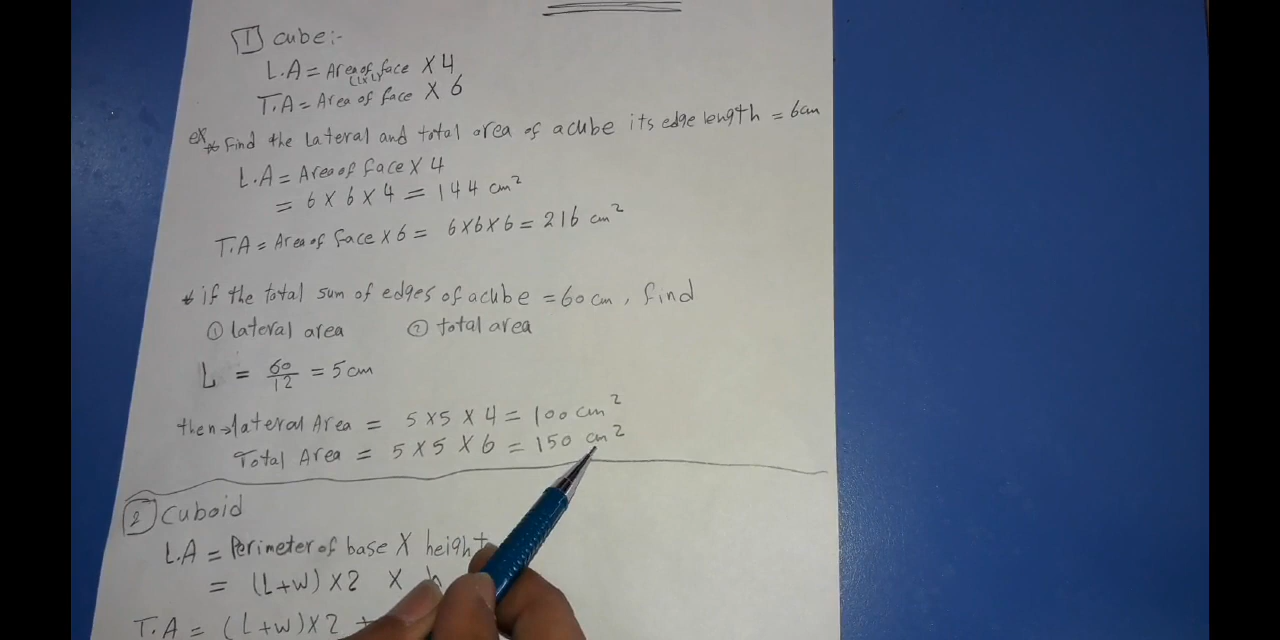 1 cube:-
L.A = Area of face X 4
(L×L)
T.A = Area of face X 6
ex * Find the Lateral and total area of a cube its edge length = 6cm
L.A = Area of face X 4
= 6 X 6 X 4 = 144 cm²
T.A = Area of face X 6 = 6X6X6 = 216 cm²
* if the total sum of edges of a cube = 60 cm, find
① lateral area ② total area
L = 60/12 = 5 cm
then → lateral Area = 5 X 5 X 4 = 100 cm²
Total Area = 5 X 5 X 6 = 150 cm²
2 Cuboid
L.A = Perimeter of base X height
= (L+W) X 2 X h
T.A = (L+W) X 2 +